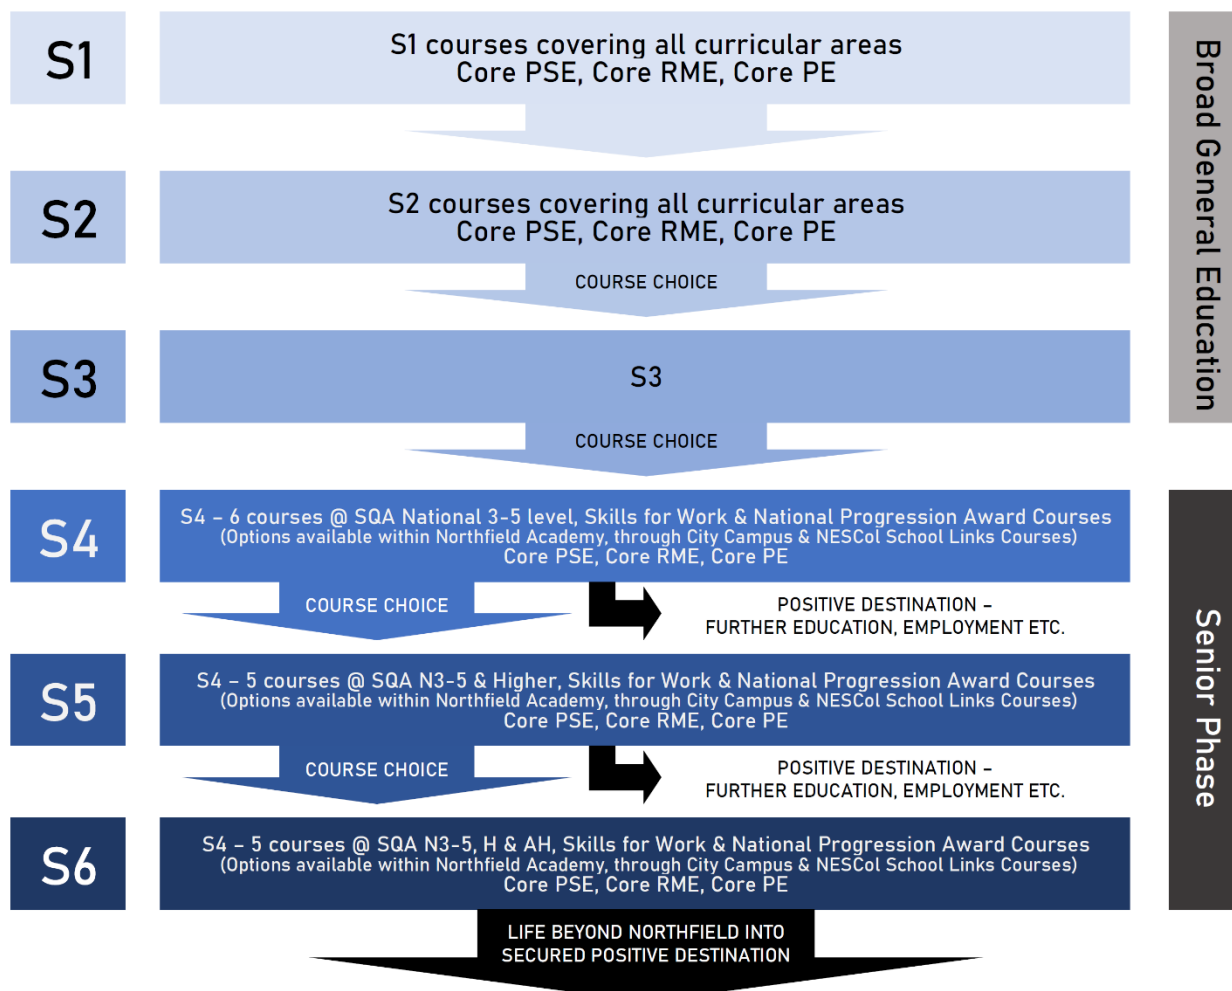 S1
S1 courses covering all curricular areas
Core PSE, Core RME, Core PE
Broad General Education
S2
S2 courses covering all curricular areas
Core PSE, Core RME, Core PE
COURSE CHOICE
S3
S3
COURSE CHOICE
S4
S4 – 6 courses @ SQA National 3-5 level, Skills for Work & National Progression Award Courses
(Options available within Northfield Academy, through City Campus & NESCol School Links Courses)
Core PSE, Core RME, Core PE
Senior Phase
COURSE CHOICE
POSITIVE DESTINATION –
FURTHER EDUCATION, EMPLOYMENT ETC.
S5
S4 – 5 courses @ SQA N3-5 & Higher, Skills for Work & National Progression Award Courses
(Options available within Northfield Academy, through City Campus & NESCol School Links Courses)
Core PSE, Core RME, Core PE
COURSE CHOICE
POSITIVE DESTINATION –
FURTHER EDUCATION, EMPLOYMENT ETC.
S6
S4 – 5 courses @ SQA N3-5, H & AH, Skills for Work & National Progression Award Courses
(Options available within Northfield Academy, through City Campus & NESCol School Links Courses)
Core PSE, Core RME, Core PE
LIFE BEYOND NORTHFIELD INTO
SECURED POSITIVE DESTINATION